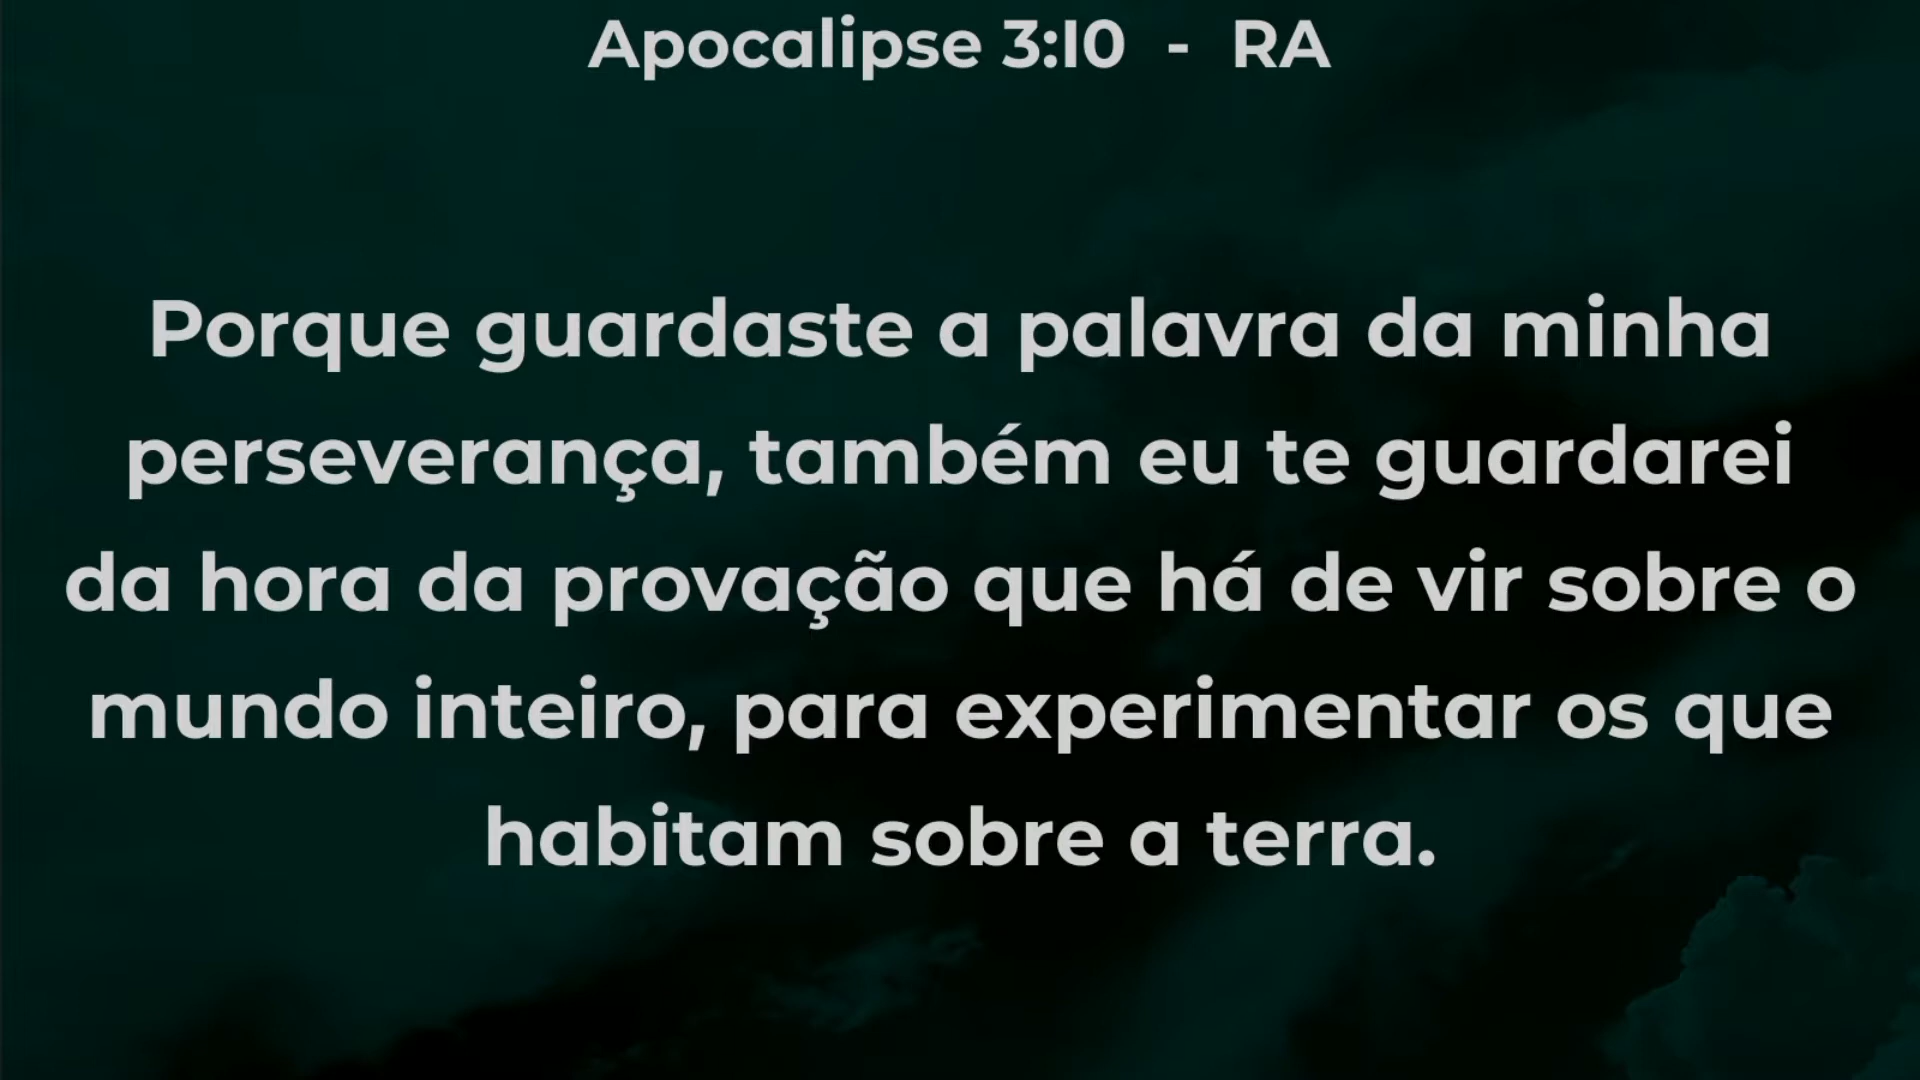 Apocalipse 3:10 - RA
Porque guardaste a palavra da minha
perseverança, também eu te guardarei
da hora da provação que há de vir sobre o
mundo inteiro, para experimentar os que
habitam sobre a terra.